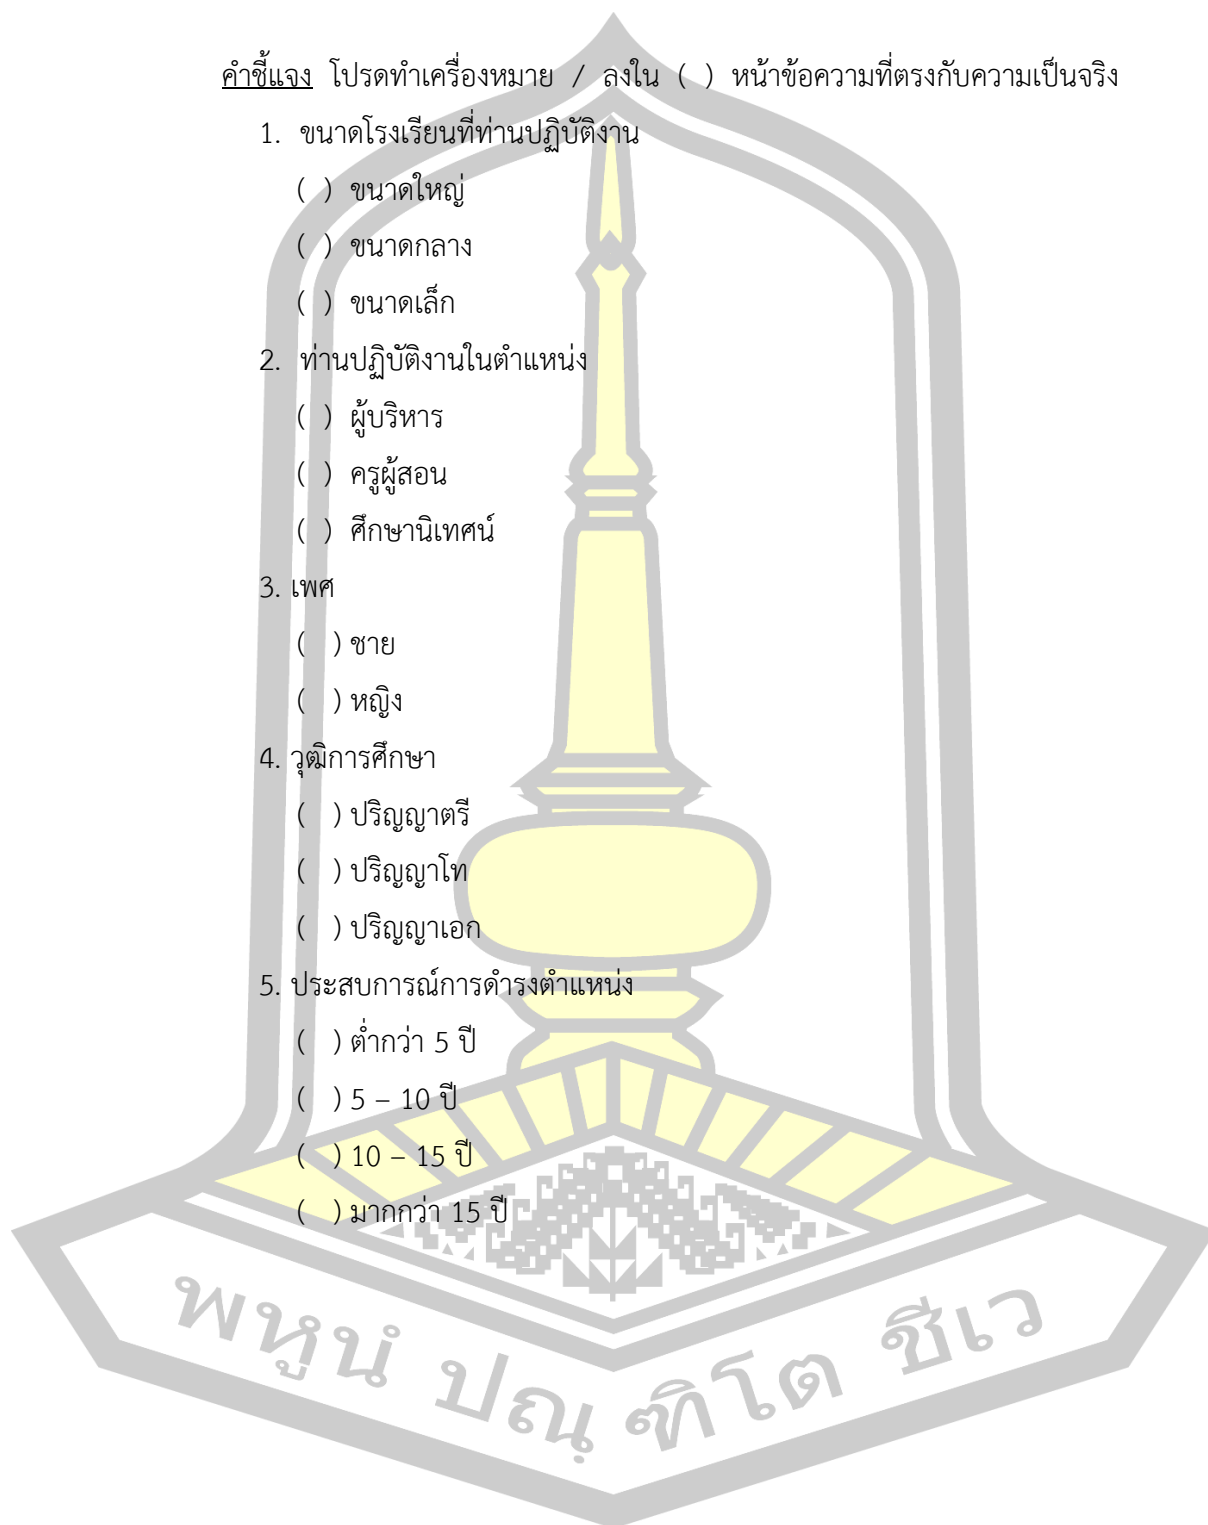 คำชี้แจง โปรดทำเครื่องหมาย / ลงใน ( ) หน้าข้อความที่ตรงกับความเป็นจริง
1. ขนาดโรงเรียนที่ท่านปฏิบัติงาน
( ) ขนาดใหญ่
( ) ขนาดกลาง
( ) ขนาดเล็ก
2. ท่านปฏิบัติงานในตำแหน่ง
( ) ผู้บริหาร
( ) ครูผู้สอน
( ) ศึกษานิเทศน์
3. เพศ
( ) ชาย
( ) หญิง
4. วุฒิการศึกษา
( ) ปริญญาตรี
( ) ปริญญาโท
( ) ปริญญาเอก
5. ประสบการณ์การดำรงตำแหน่ง
( ) ต่ำกว่า 5 ปี
( ) 5 – 10 ปี
( ) 10 – 15 ปี
( ) มากกว่า 15 ปี
พหูนํ ปณฺ ฑิโต ชีเว